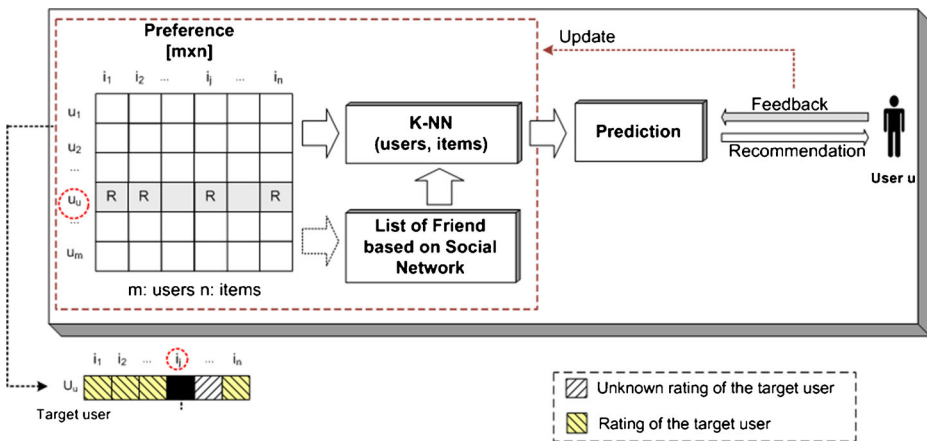 Preference
[mxn]
i1 i2 ... ij ... in
u1
u2
...
uu R R R R
...
um
m: users n: items
K-NN
(users, items)
List of Friend
based on Social
Network
Prediction
Update
Feedback
Recommendation
User u
i1 i2 ... ij ... in
Uu
Target user
Unknown rating of the target user
Rating of the target user